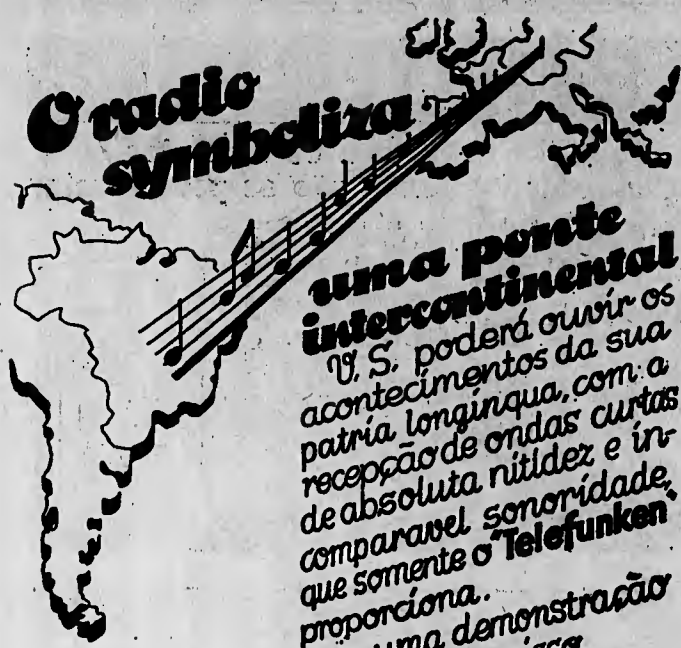 O radio
symboliza
uma ponte
intercontinental
V. S. poderá ouvir os
acontecimentos da sua
patria longinqua, com a
recepção de ondas curtas
de absoluta nitidez e in-
comparavel sonoridade,
que somente o "Telefunken"
proporciona.
uma demonstração